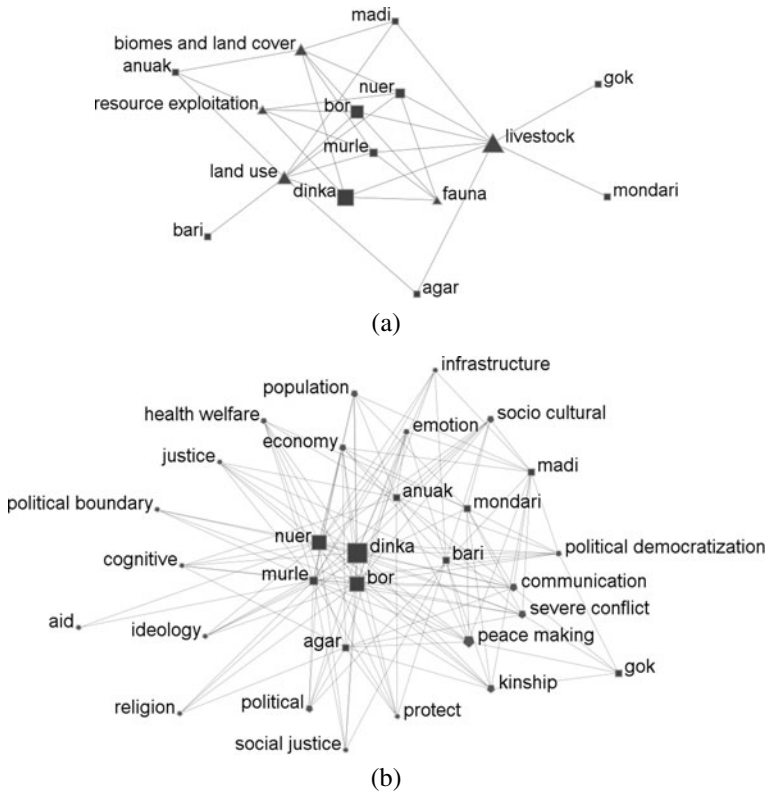 madi
biomes and land cover
anuak
gok
nuer
resource exploitation
bor
livestock
murle
land use
dinka
fauna
mondari
bari
agar
(a)
infrastructure
population
health welfare
emotion
socio cultural
economy
justice
madi
anuak
mondari
political boundary
nuer
dinka
bari
political democratization
cognitive
murle
bor
communication
severe conflict
aid
ideology
agar
peace making
gok
kinship
religion
political
protect
social justice
(b)